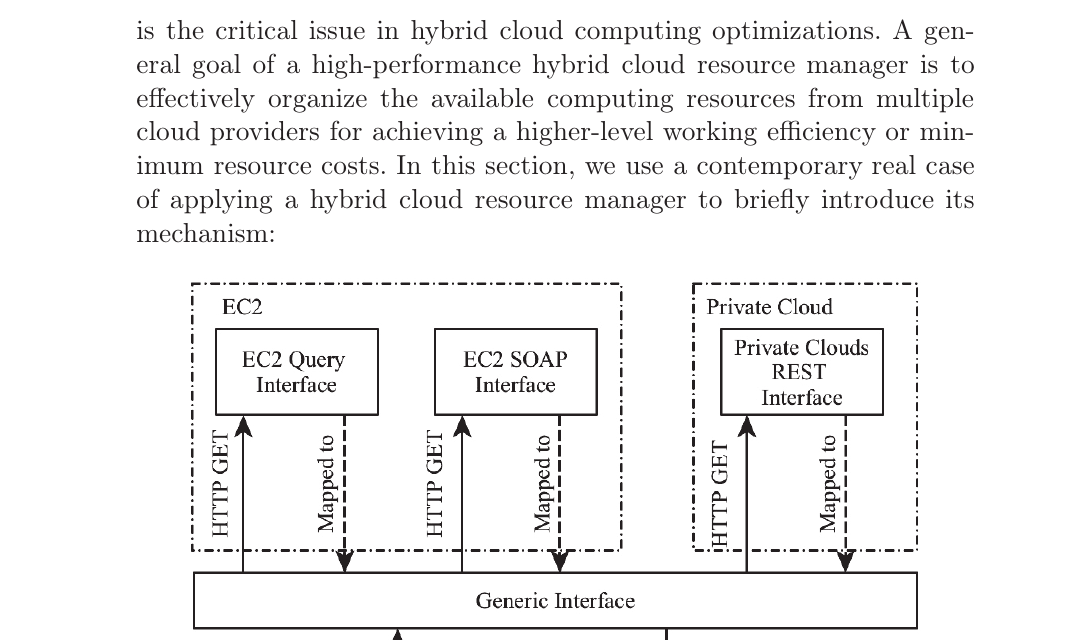 is the critical issue in hybrid cloud computing optimizations. A gen-
eral goal of a high-performance hybrid cloud resource manager is to
effectively organize the available computing resources from multiple
cloud providers for achieving a higher-level working efficiency or min-
imum resource costs. In this section, we use a contemporary real case
of applying a hybrid cloud resource manager to briefly introduce its
mechanism:
EC2
EC2 Query
Interface
EC2 SOAP
Interface
HTTP GET
Mapped to
HTTP GET
Mapped to
Private Cloud
Private Clouds
REST
Interface
HTTP GET
Mapped to
Generic Interface